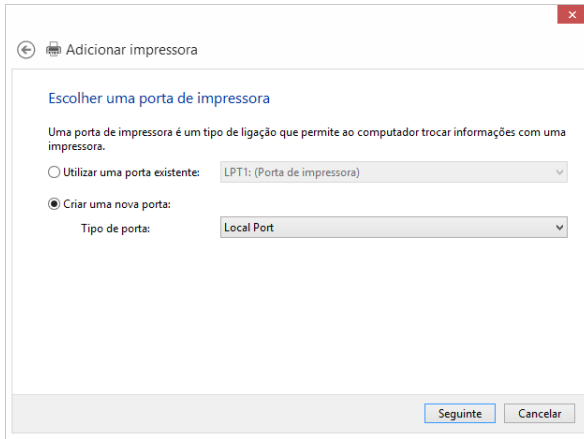 Adicionar impressora
Escolher uma porta de impressora
Uma porta de impressora é um tipo de ligação que permite ao computador trocar informações com uma
impressora.
Utilizar uma porta existente: LPT1: (Porta de impressora)
Criar uma nova porta:
Tipo de porta: Local Port
Seguinte Cancelar